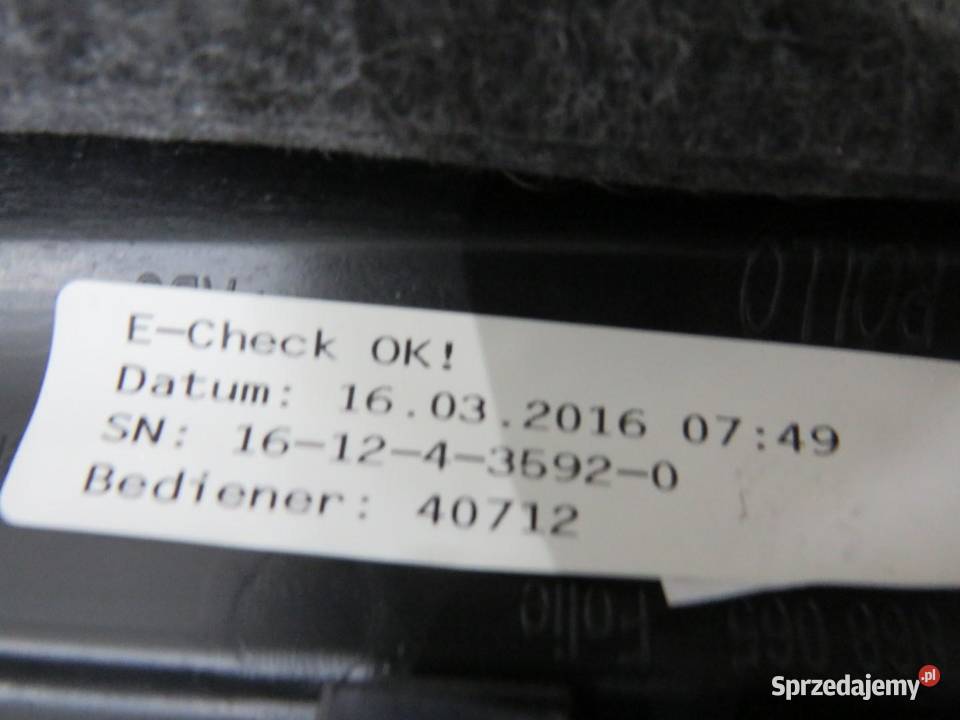 E-Check OK!
Datum: 16.03.2016 07:49
SN: 16-12-4-3592-0
Bediener: 40712
Sprzedajemy.pl